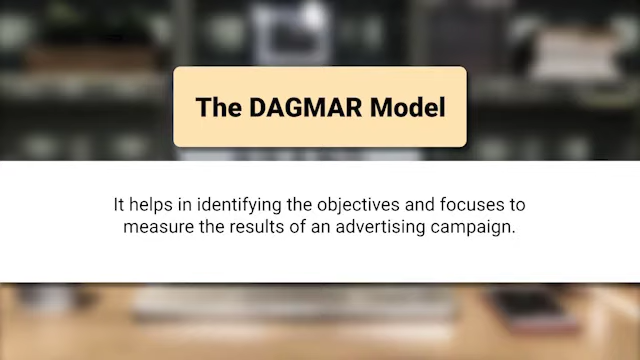 The DAGMAR Model
It helps in identifying the objectives and focuses to
measure the results of an advertising campaign.